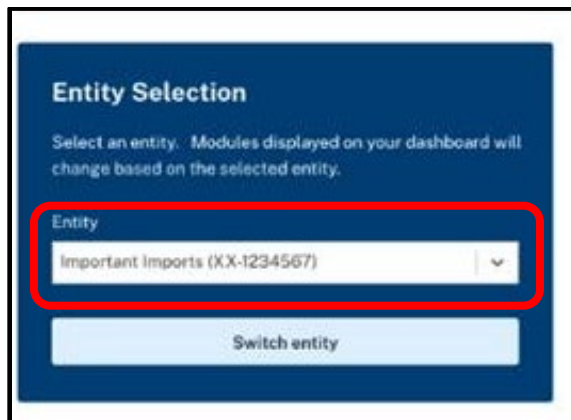 Entity Selection
Select an entity. Modules displayed on your dashboard will
change based on the selected entity.
Entity
Important Imports (XX-1234567)
Switch entity